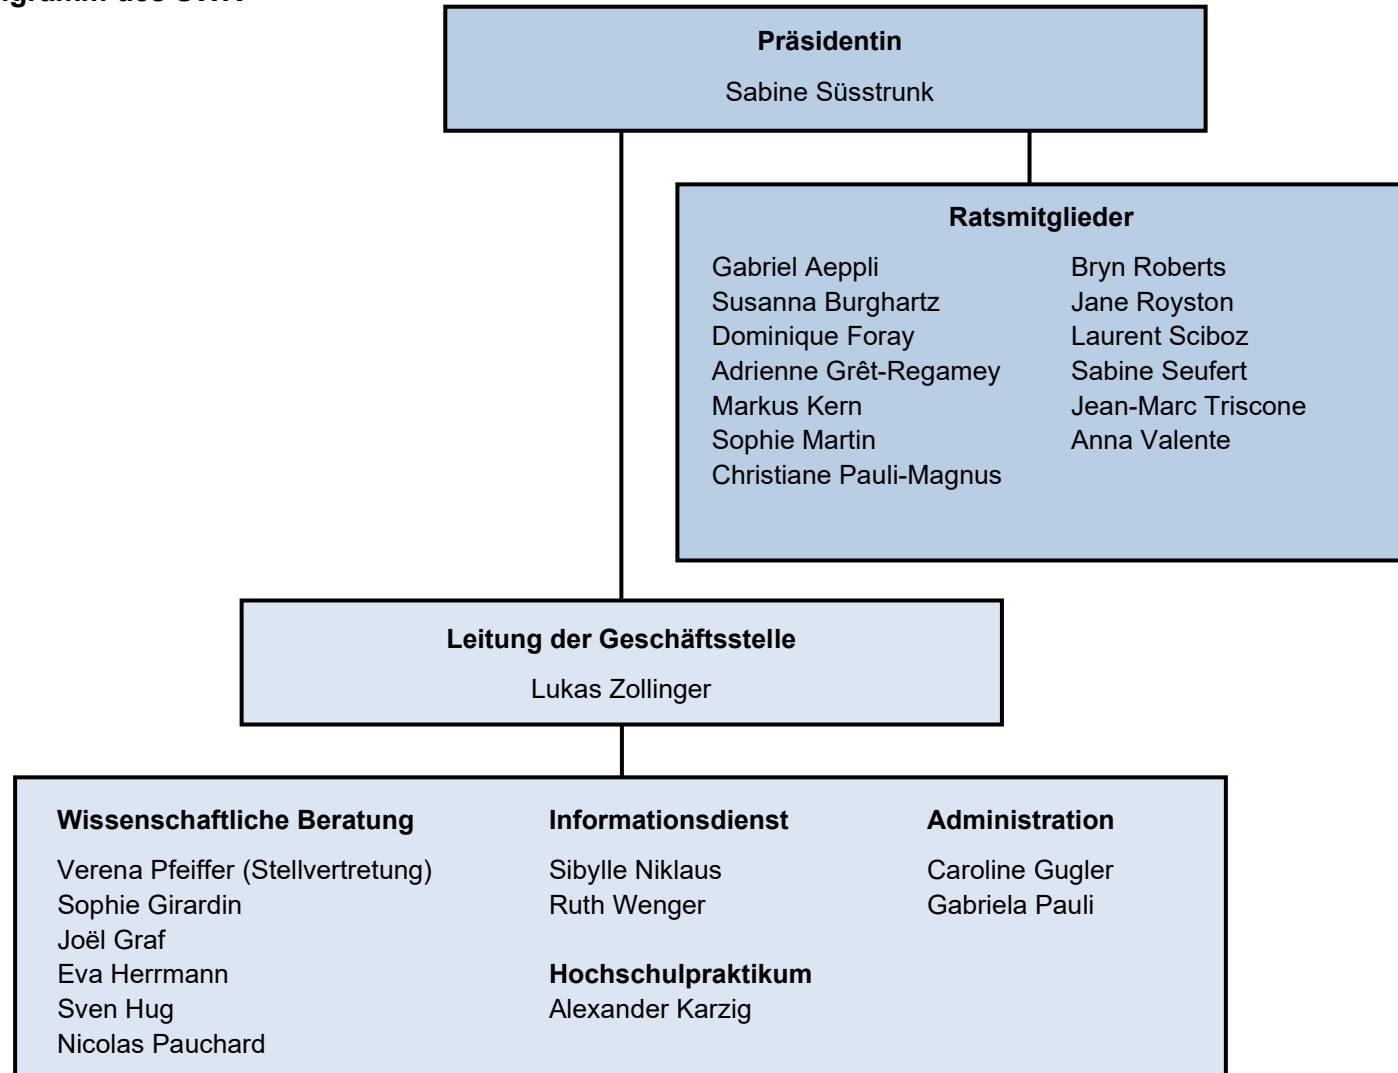 Präsidentin
Sabine Süsstrunk
Ratsmitglieder
Gabriel Aeppli
Susanna Burghartz
Dominique Foray
Adrienne Grêt-Regamey
Markus Kern
Sophie Martin
Christiane Pauli-Magnus
Bryn Roberts
Jane Royston
Laurent Sciboz
Sabine Seufert
Jean-Marc Triscone
Anna Valente
Leitung der Geschäftsstelle
Lukas Zollinger
Wissenschaftliche Beratung
Verena Pfeiffer (Stellvertretung)
Sophie Girardin
Joël Graf
Eva Herrmann
Sven Hug
Nicolas Pauchard
Informationsdienst
Sibylle Niklaus
Ruth Wenger
Hochschulpraktikum
Alexander Karzig
Administration
Caroline Gugler
Gabriela Pauli